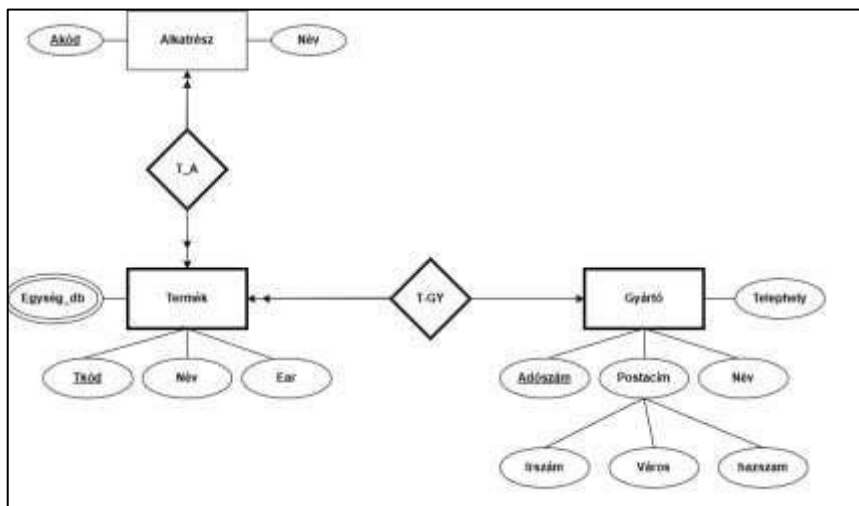 Akód
Alkatrész
Név
T_A
Egység_db
Termék
T-GY
Gyártó
Telephely
Tkód
Név
Ear
Adószám
Postacím
Név
Irszám
Város
hazszam